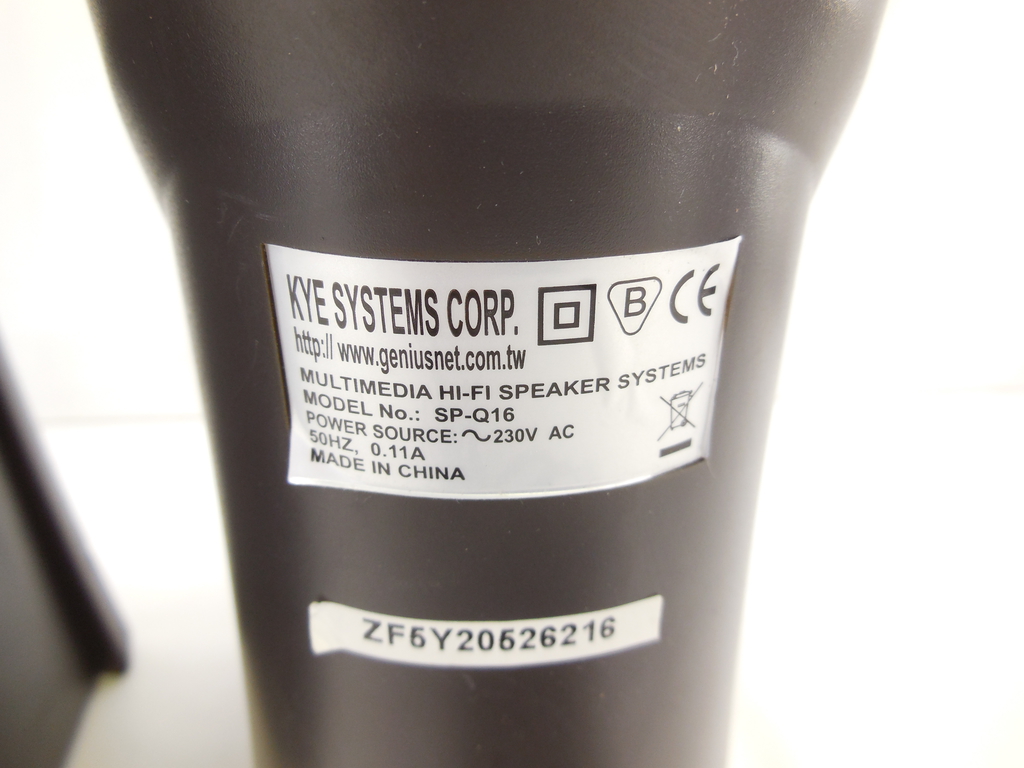 KYE SYSTEMS CORP.
B CE
http:// www.geniusnet.com.tw
MULTIMEDIA HI-FI SPEAKER SYSTEMS
MODEL No.: SP-Q16
POWER SOURCE:～230V AC
50HZ, 0.11A
MADE IN CHINA
ZF5Y20526216